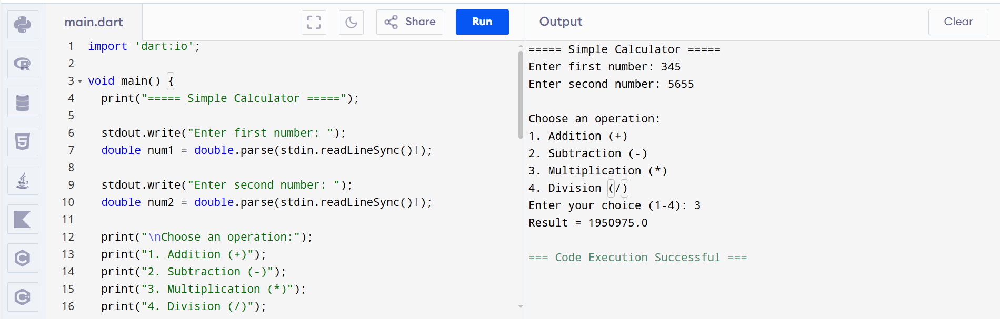 main.dart
Share
Run
Output
Clear
1 import 'dart:io';
2
3 void main() {
4   print("===== Simple Calculator =====");
5
6   stdout.write("Enter first number: ");
7   double num1 = double.parse(stdin.readLineSync()!);
8
9   stdout.write("Enter second number: ");
10   double num2 = double.parse(stdin.readLineSync()!);
11
12   print("\nChoose an operation:");
13   print("1. Addition (+)");
14   print("2. Subtraction (-)");
15   print("3. Multiplication (*)");
16   print("4. Division (/)");
===== Simple Calculator =====
Enter first number: 345
Enter second number: 5655

Choose an operation:
1. Addition (+)
2. Subtraction (-)
3. Multiplication (*)
4. Division (/)
Enter your choice (1-4): 3
Result = 1950975.0

=== Code Execution Successful ===